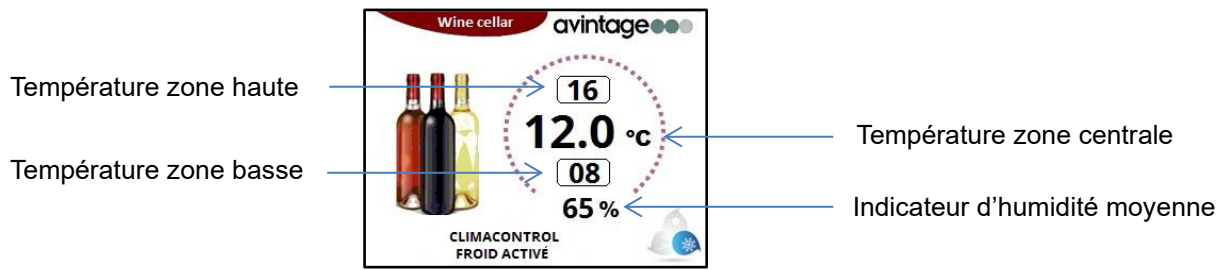 Wine cellar
avintage
Température zone haute
16
12.0 °C
Température zone centrale
Température zone basse
08
65 %
Indicateur d’humidité moyenne
CLIMACONTROL
FROID ACTIVÉ